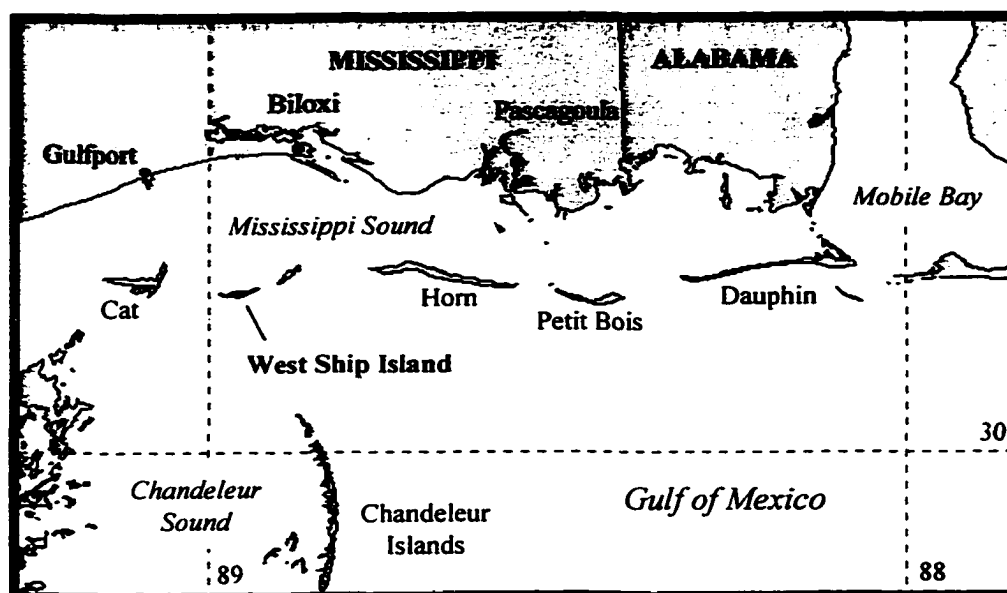 MISSISSIPPI
ALABAMA
Biloxi
Pascagoula
Gulfport
Mobile Bay
Mississippi Sound
Cat
Horn
Petit Bois
Dauphin
West Ship Island
30
Chandeleur
Sound
Chandeleur
Islands
Gulf of Mexico
89
88